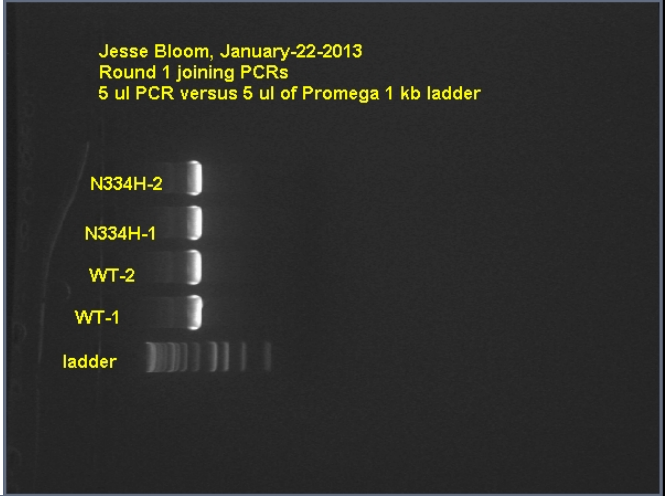 Jesse Bloom, January-22-2013
Round 1 joining PCRs
5 ul PCR versus 5 ul of Promega 1 kb ladder
N334H-2
N334H-1
WT-2
WT-1
ladder